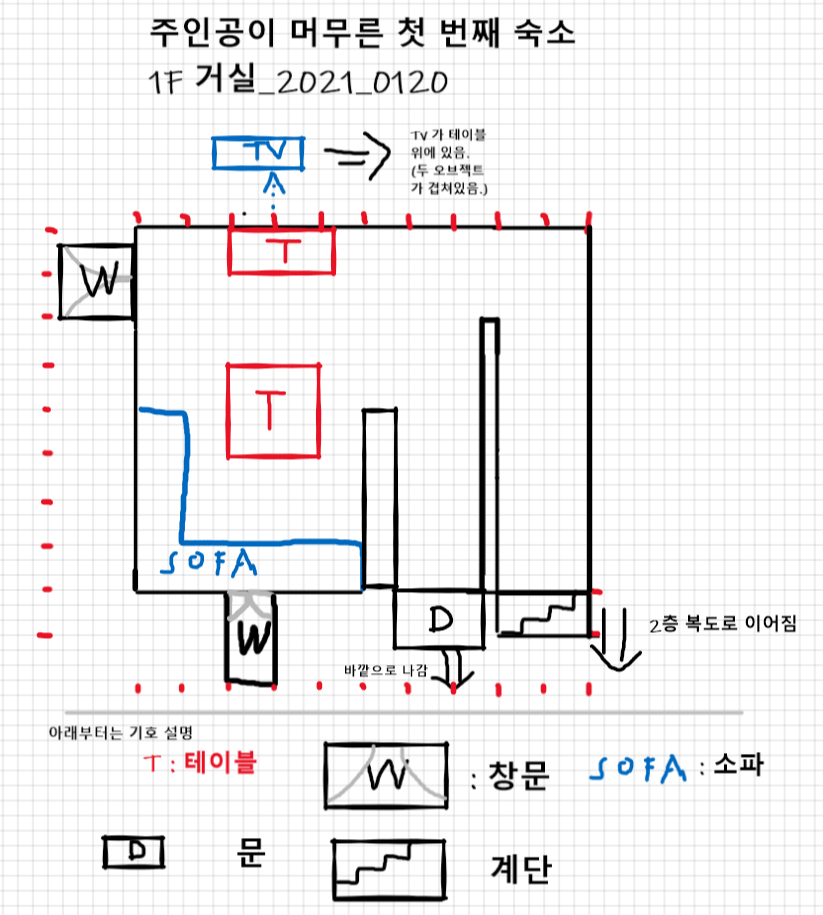 주인공이 머무른 첫 번째 숙소
1F 거실_2021_0120
TV
TV 가 테이블
위에 있음.
(두 오브젝트
가 겹쳐있음.)
T
W
T
SOFA
W
D
2층 복도로 이어짐
바깥으로 나감
아래부터는 기호 설명
T : 테이블
W : 창문
SOFA : 소파
D 문
계단